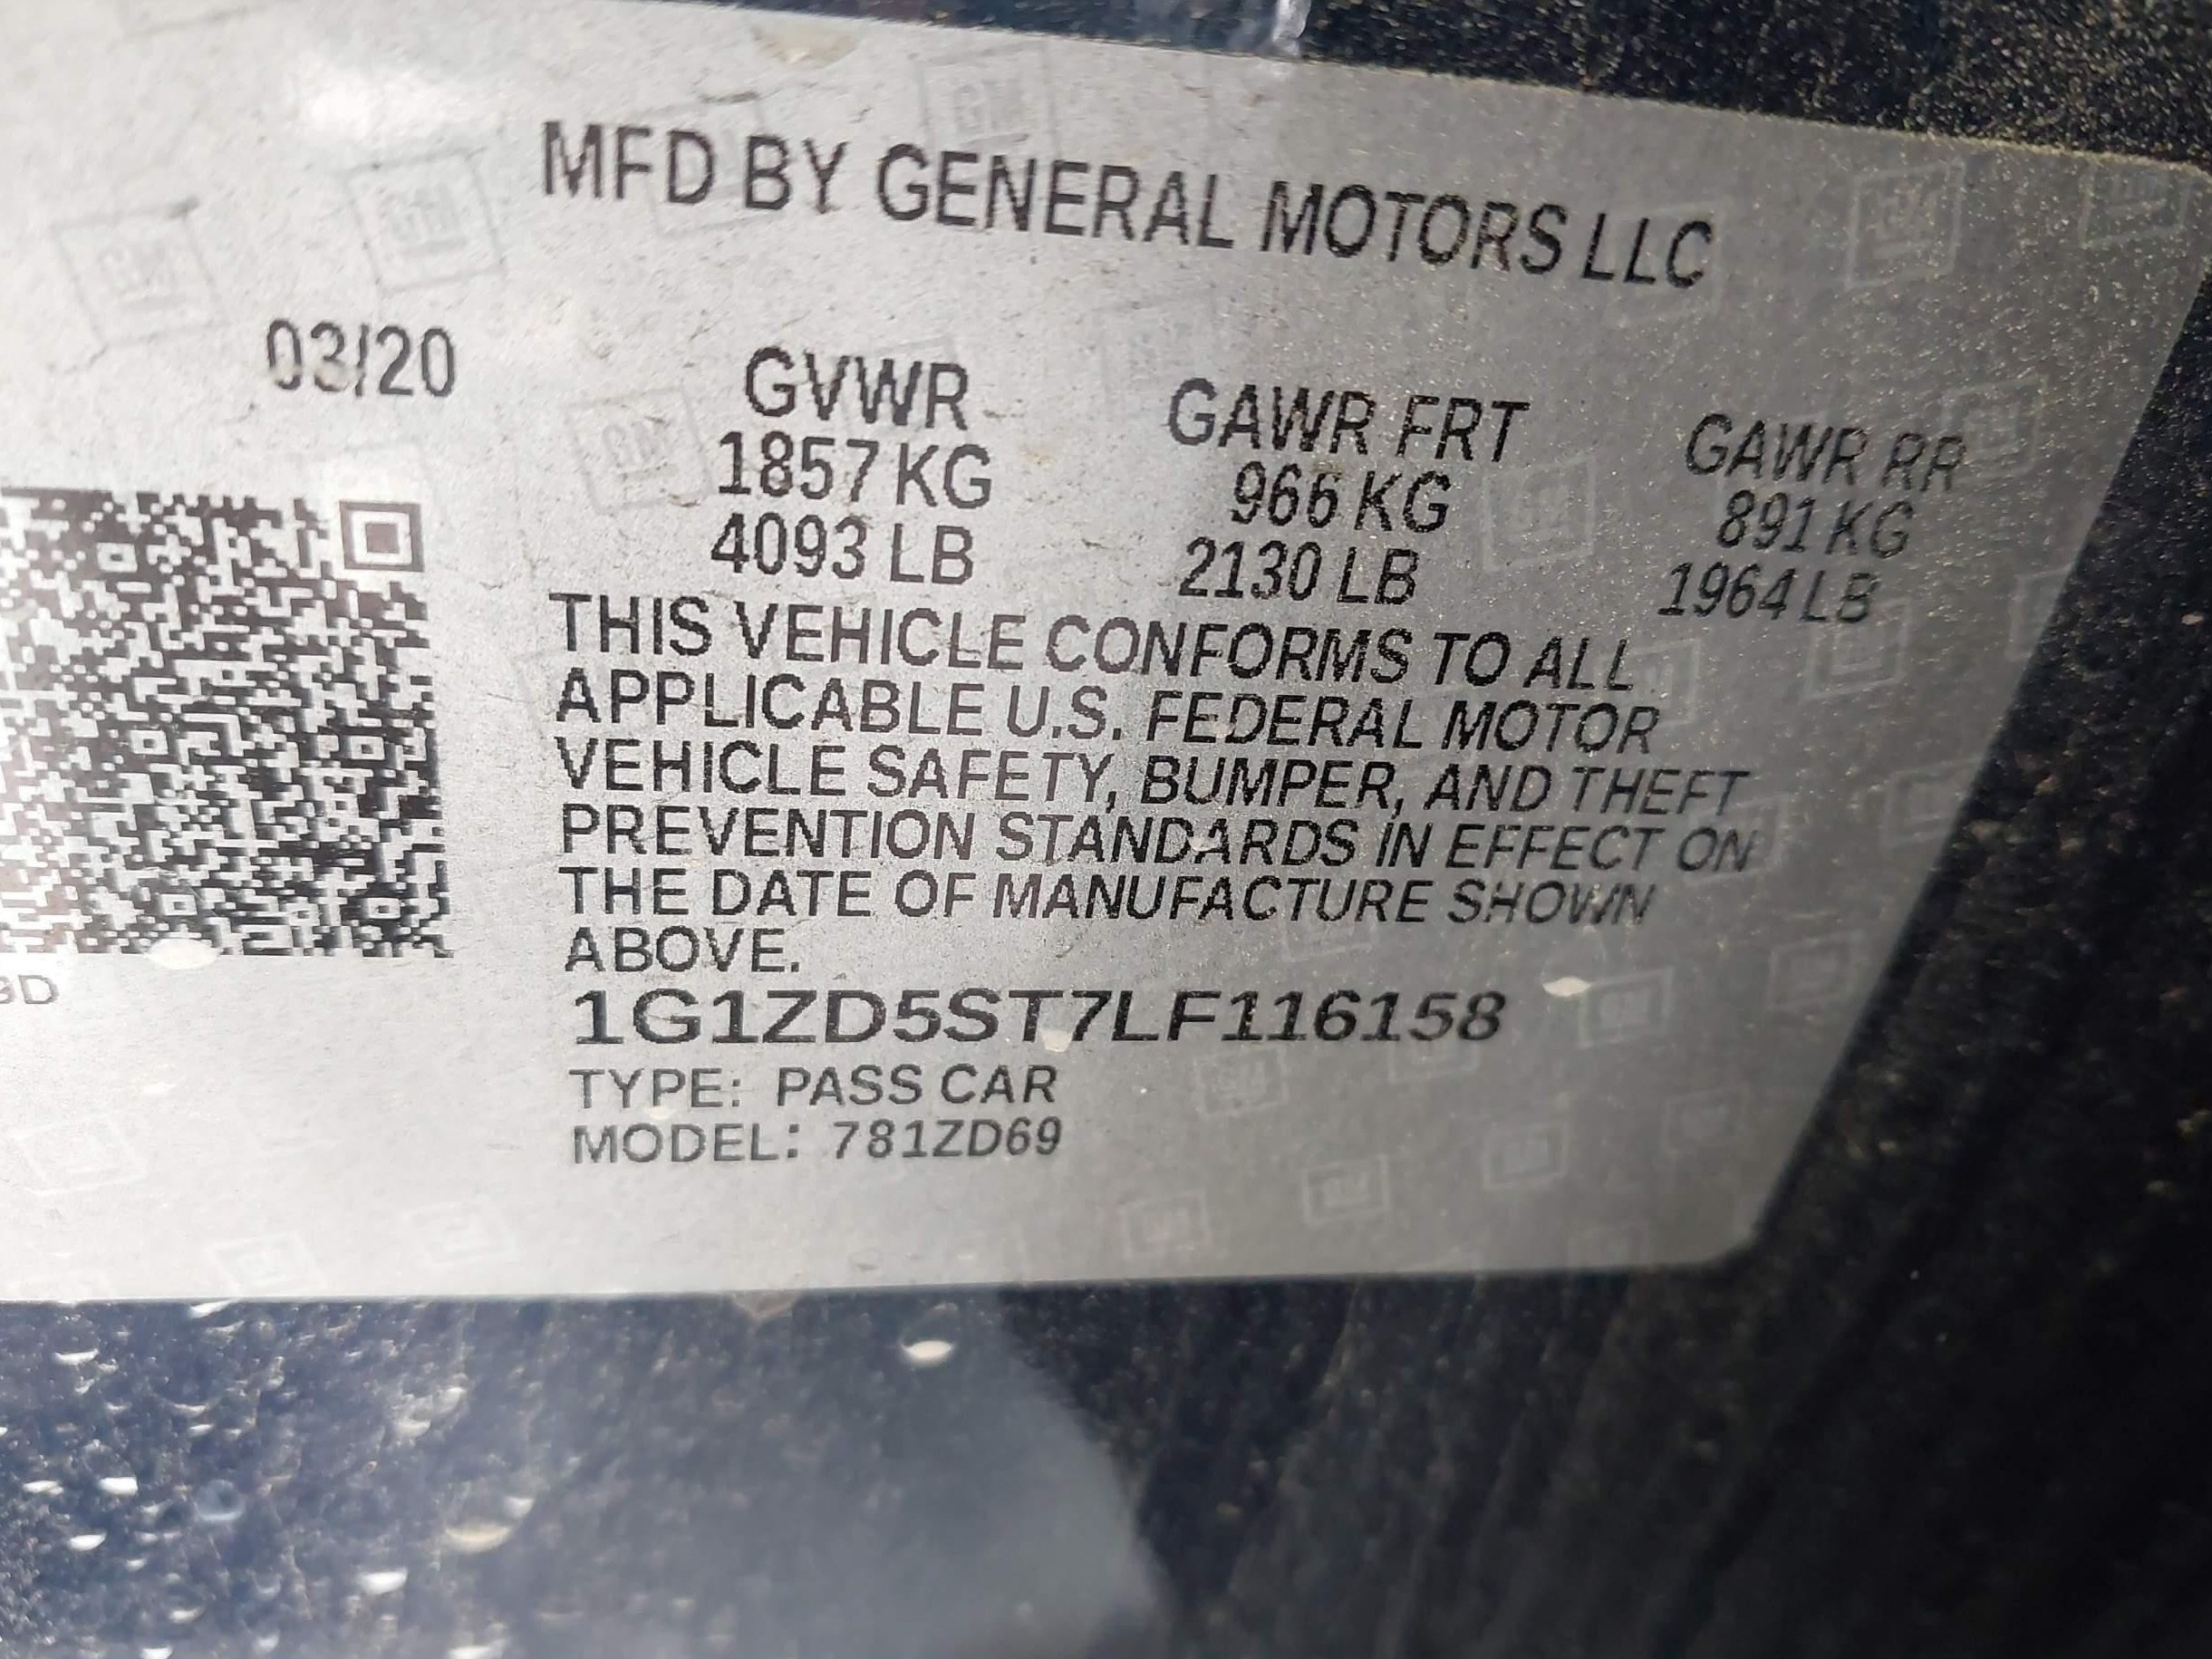 MFD BY GENERAL MOTORS LLC
03/20
GVWR GAWR FRT GAWR RR
1857 KG 966 KG 891 KG
4093 LB 2130 LB 1964 LB
THIS VEHICLE CONFORMS TO ALL
APPLICABLE U.S. FEDERAL MOTOR
VEHICLE SAFETY, BUMPER, AND THEFT
PREVENTION STANDARDS IN EFFECT ON
THE DATE OF MANUFACTURE SHOWN
ABOVE.
1G1ZD5ST7LF116158
TYPE: PASS CAR
MODEL: 781ZD69